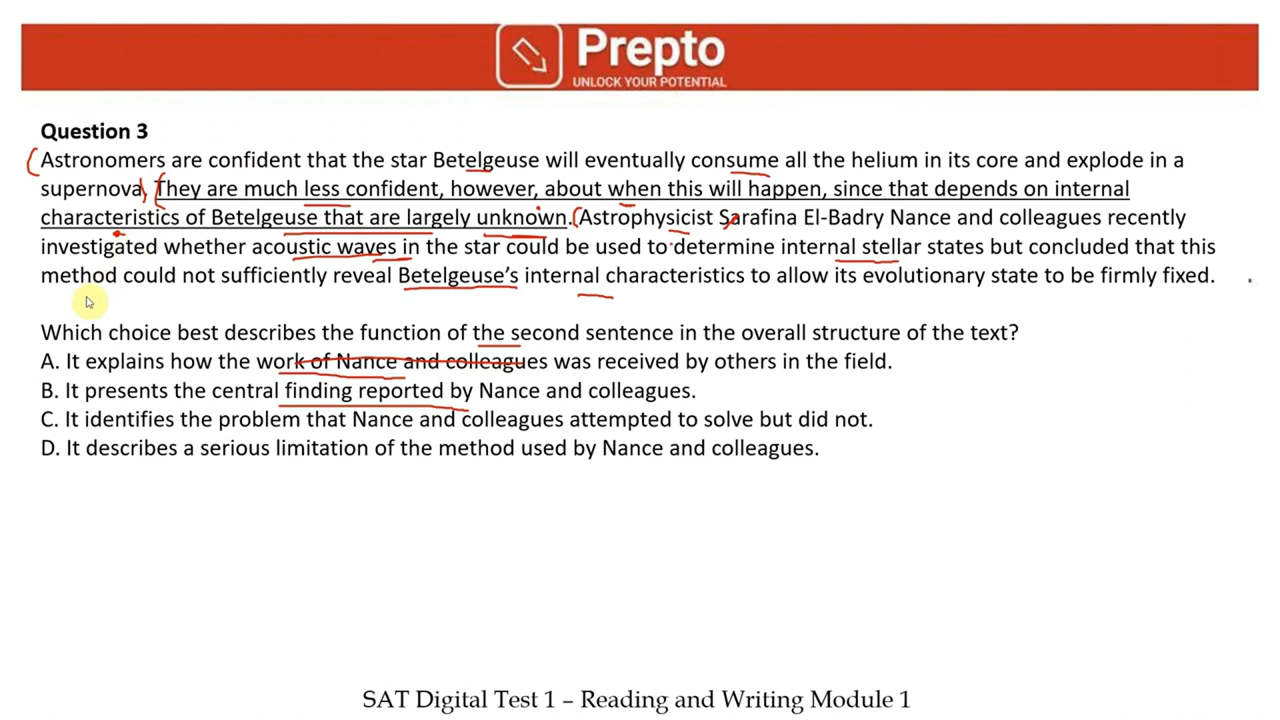 Prepto
UNLOCK YOUR POTENTIAL
Question 3
Astronomers are confident that the star Betelgeuse will eventually consume all the helium in its core and explode in a
supernova. They are much less confident, however, about when this will happen, since that depends on internal
characteristics of Betelgeuse that are largely unknown. Astrophysicist Sarafina El-Badry Nance and colleagues recently
investigated whether acoustic waves in the star could be used to determine internal stellar states but concluded that this
method could not sufficiently reveal Betelgeuse's internal characteristics to allow its evolutionary state to be firmly fixed.
Which choice best describes the function of the second sentence in the overall structure of the text?
A. It explains how the work of Nance and colleagues was received by others in the field.
B. It presents the central finding reported by Nance and colleagues.
C. It identifies the problem that Nance and colleagues attempted to solve but did not.
D. It describes a serious limitation of the method used by Nance and colleagues.
SAT Digital Test 1 – Reading and Writing Module 1